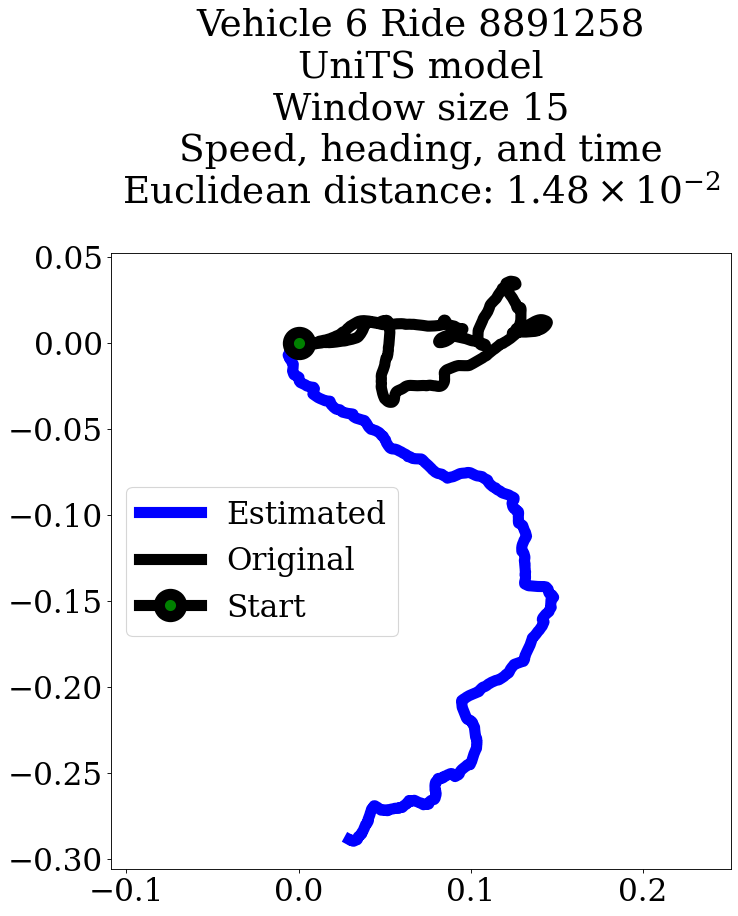 Vehicle 6 Ride 8891258
UniTS model
Window size 15
Speed, heading, and time
Euclidean distance: 1.48 × 10⁻²
0.05
0.00
−0.05
−0.10
−0.15
−0.20
−0.25
−0.30
Estimated
Original
Start
−0.1 0.0 0.1 0.2